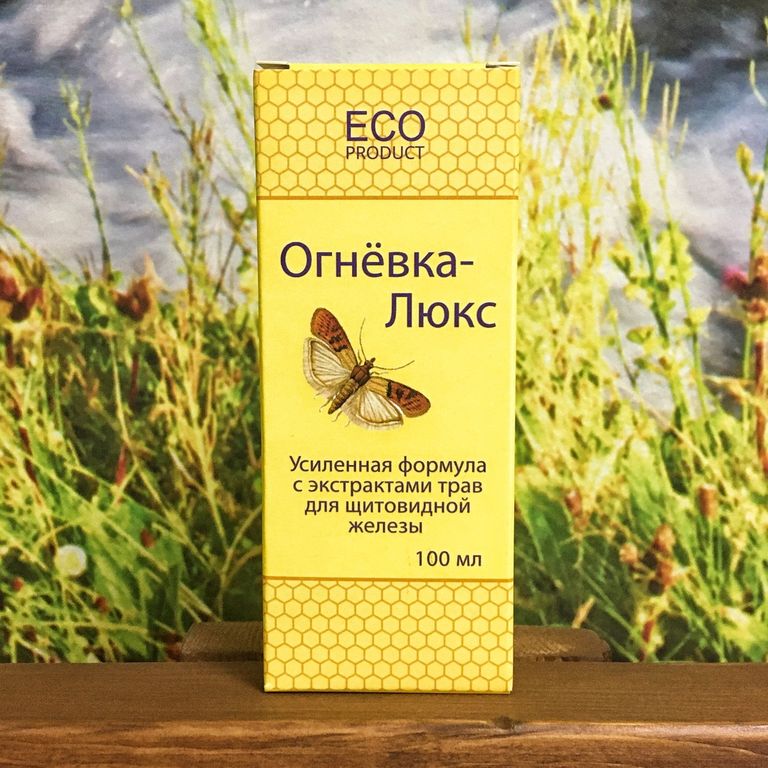 ECO
PRODUCT
Огнёвка-
Люкс
Усиленная формула
с экстрактами трав
для щитовидной
железы
100 мл